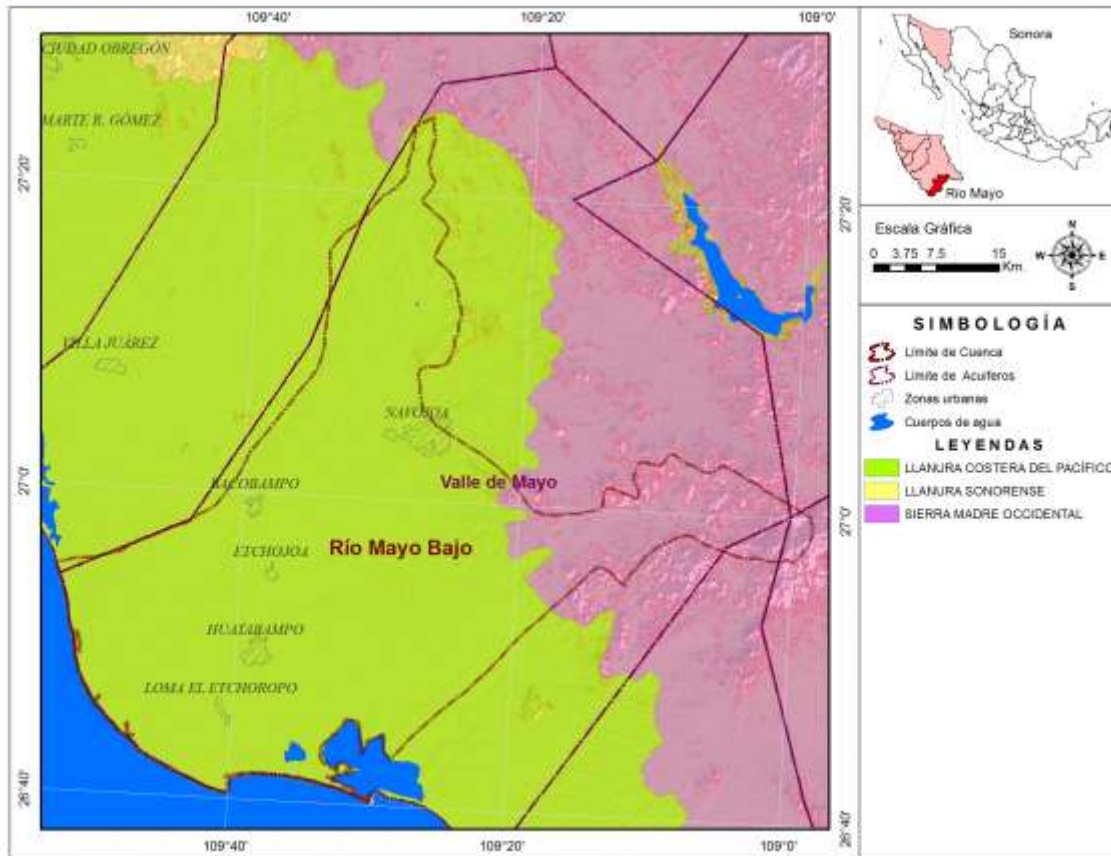 109°40'
109°20'
109°0'
CIUDAD OBREGÓN
MARTE R. GÓMEZ
27°20'
27°20'
VILLA JUÁREZ
NAVOJOA
27°0'
Valle de Mayo
BACOBAMPO
27°0'
ETCHOJOA
Río Mayo Bajo
HUATABAMPO
LOMA EL ETCHOROPO
26°40'
26°40'
109°40'
109°20'
109°0'
Sonora
Río Mayo
Escala Gráfica
0 3.75 7.5 15
Km.
N
W
E
S
SIMBOLOGÍA
Límite de Cuenca
Límite de Acuíferos
Zonas urbanas
Cuerpos de agua
LEYENDAS
LLANURA COSTERA DEL PACÍFICO
LLANURA SONORENSE
SIERRA MADRE OCCIDENTAL